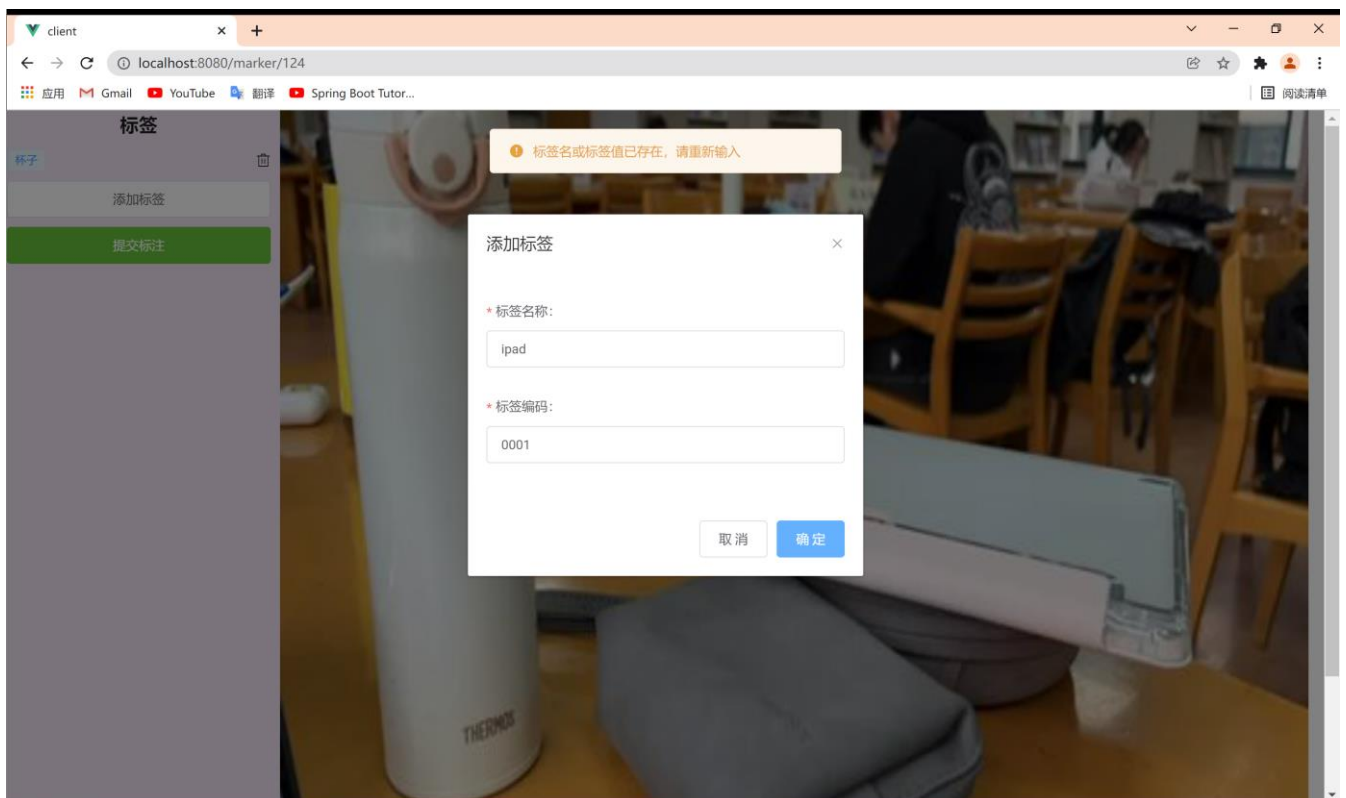 client
localhost:8080/marker/124
应用 Gmail YouTube 翻译 Spring Boot Tutor... 阅读清单
标签
杯子
添加标签
提交标注
标签名或标签值已存在，请重新输入
添加标签
* 标签名称:
ipad
* 标签编码:
0001
取消 确定
THERMOS